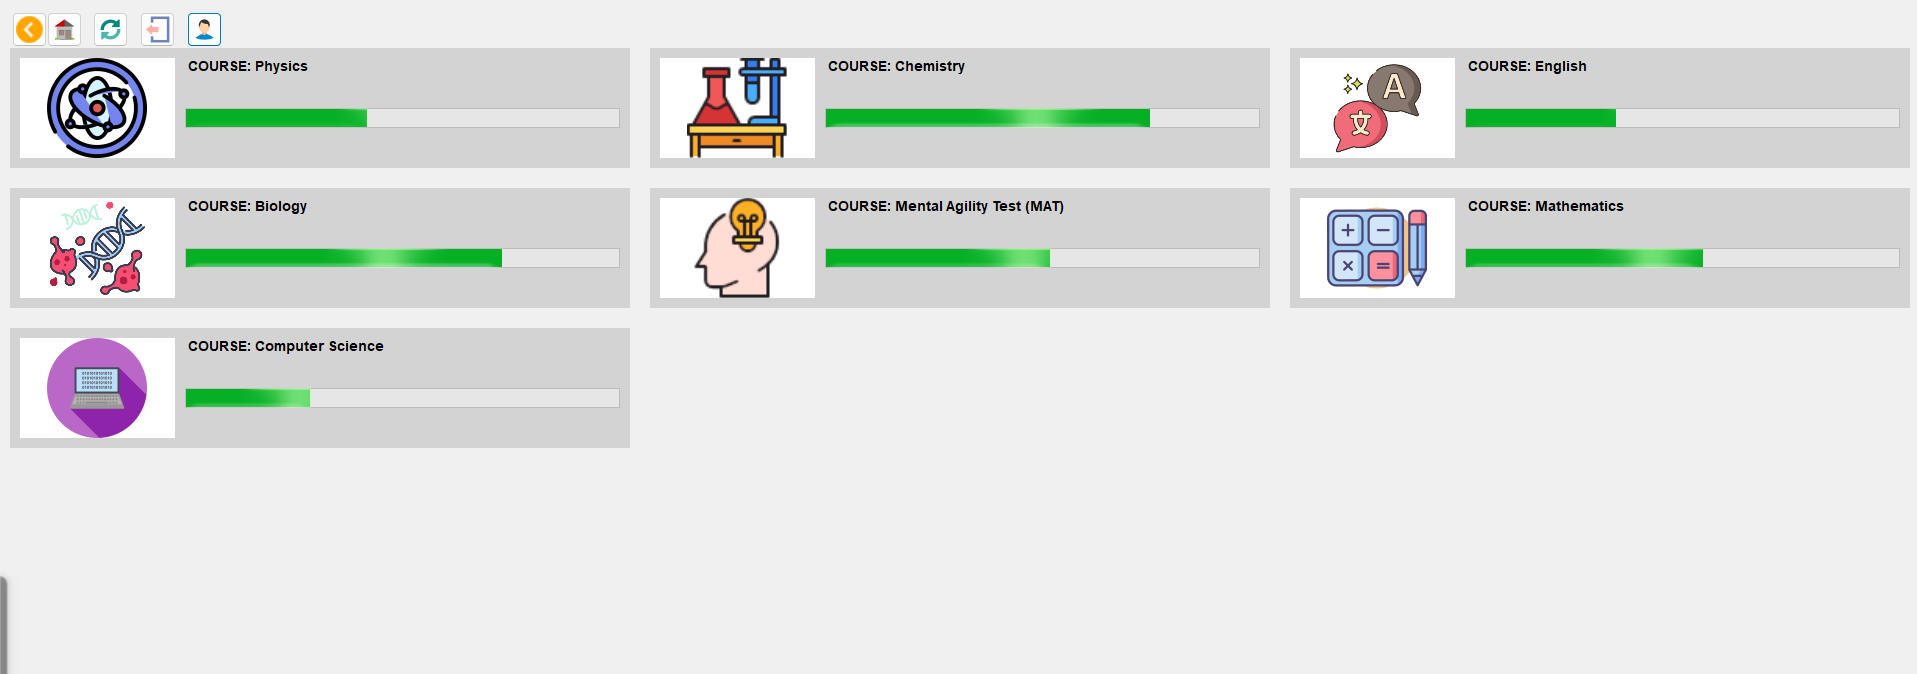 COURSE: Physics
COURSE: Chemistry
COURSE: English
A
文
COURSE: Biology
COURSE: Mental Agility Test (MAT)
COURSE: Mathematics
+ −
× =
COURSE: Computer Science